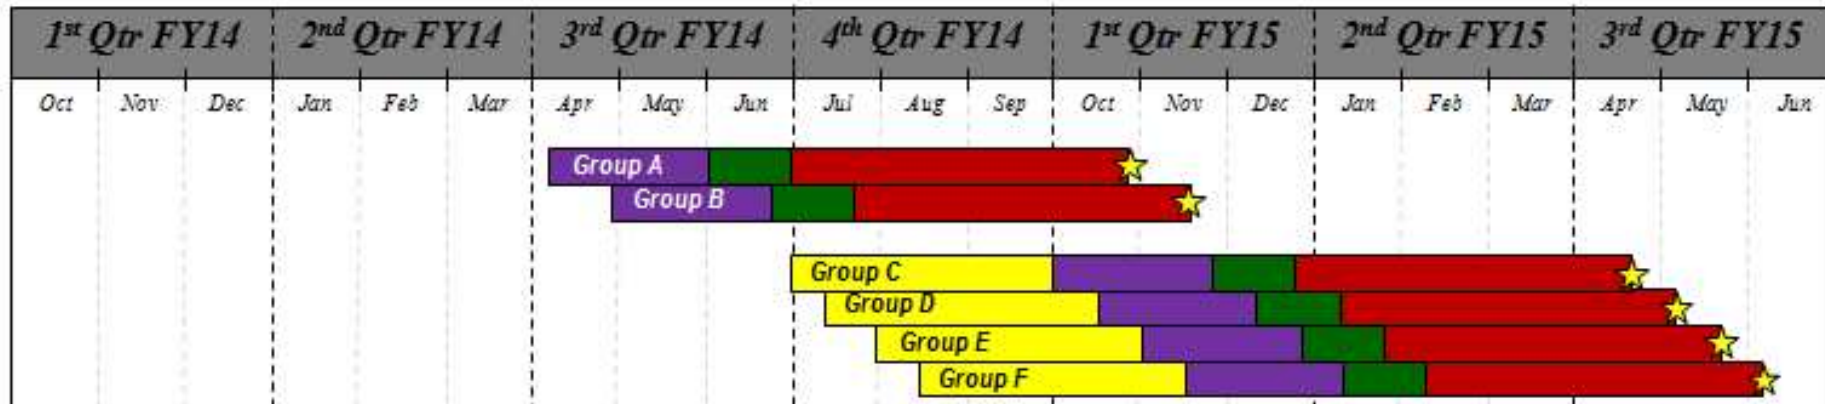 1st Qtr FY14 2nd Qtr FY14 3rd Qtr FY14 4th Qtr FY14 1st Qtr FY15 2nd Qtr FY15 3rd Qtr FY15
Oct Nov Dec Jan Feb Mar Apr May Jun Jul Aug Sep Oct Nov Dec Jan Feb Mar Apr May Jun
Group A
Group B
Group C
Group D
Group E
Group F